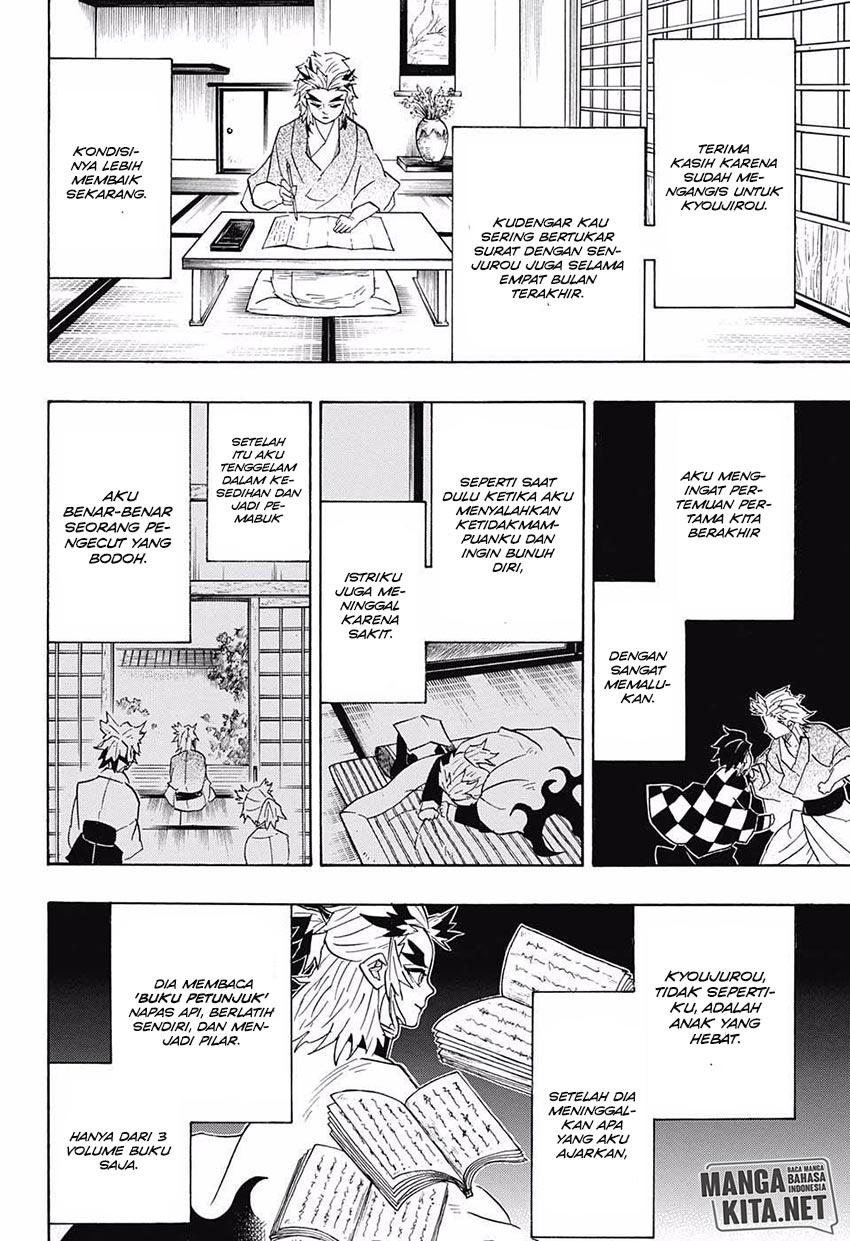 TERIMA
KASIH KARENA
SUDAH ME-
NGANGIS UNTUK
KYOUJIROU.
KUDENGAR KAU
SERING BERTUKAR
SURAT DENGAN SEN-
JUROU JUGA SELAMA
EMPAT BULAN
TERAKHIR.
KONDISI-
NYA LEBIH
MEMBAIK
SEKARANG.
AKU MENG-
INGAT PER-
TEMUAN PER-
TAMA KITA
BERAKHIR
DENGAN
SANGAT
MEMALU-
KAN.
SEPERTI SAAT
DULU KETIKA AKU
MENYALAHKAN
KETIDAKMAM-
PUANKU DAN
INGIN BUNUH
DIRI,
ISTRIKU
JUGA ME-
NINGGAL
KARENA
SAKIT.
SETELAH
ITU AKU
TENGGELAM
DALAM KE-
SEDIHAN DAN
JADI PE-
MABUK
AKU
BENAR-BENAR
SEORANG PE-
NGECUT YANG
BODOH.
KYOUJUROU,
TIDAK SEPERTI-
KU, ADALAH
ANAK YANG
HEBAT.
SETELAH DIA
MENINGGAL-
KAN APA
YANG AKU
AJARKAN,
DIA MEMBACA
'BUKU PETUNJUK'
NAPAS API, BERLATIH
SENDIRI, DAN MEN-
JADI PILAR.
HANYA DARI 3
VOLUME BUKU
SAJA.
MANGA
BACA MANGA
BAHASA
INDONESIA
KITA.NET